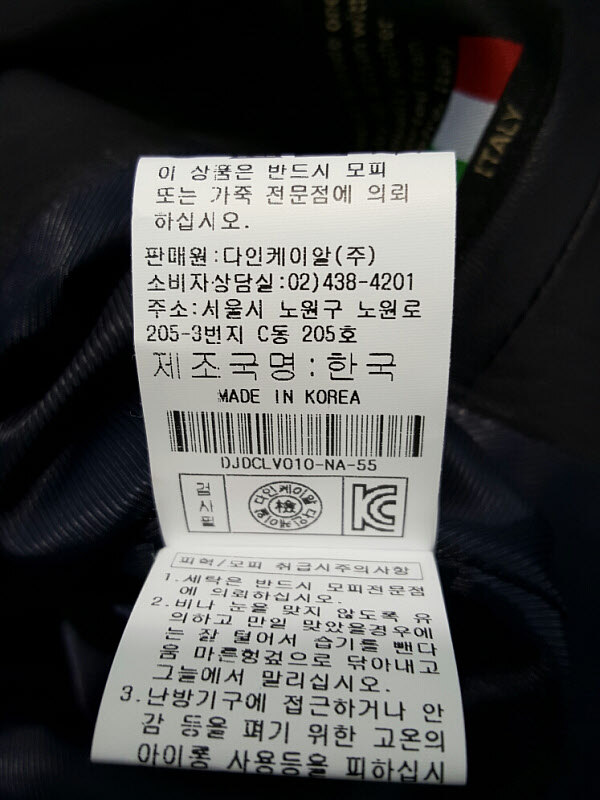 ITALY
이 상품은 반드시 모피
또는 가죽 전문점에 의뢰
하십시오.
판매원:다인케이알(주)
소비자상담실:02)438-4201
주소:서울시 노원구 노원로
205-3번지 C동 205호
제조국명:한국
MADE IN KOREA
DJDCLV010-NA-55
검사필
다인케이알 다인케이알
檢
KC
피혁/모피 취급시주의사항
1.세탁은 반드시 모피전문점
에 의뢰하십시오.
2.비나 눈을 맞지 않도록 유
의하고 만일 맞았을경우에
는 잘 털어서 습기를 뺀다
음 마른헝겊으로 닦아내고
그늘에서 말리십시오.
3.난방기구에 접근하거나 안
감 등을 펴기 위한 고온의
아이롱 사용등을 피하십시